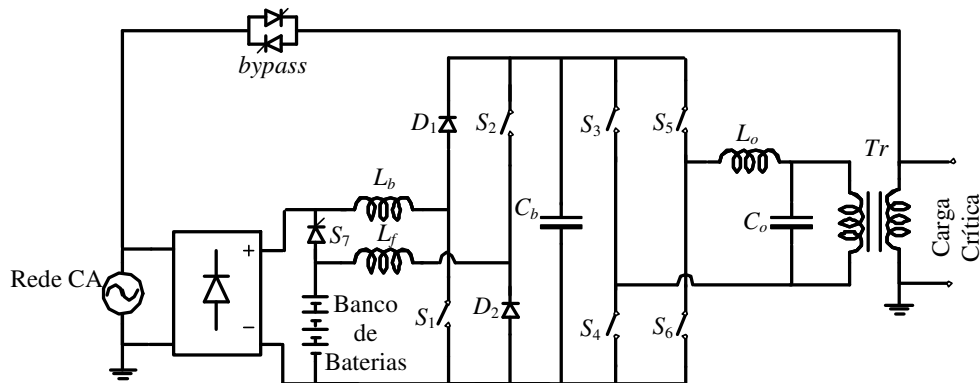 bypass
D1
S2
S3
S5
Lo
Tr
Lb
Cb
Co
S7
Lf
Carga
Crítica
Rede CA
+
−
Banco
de
Baterias
S1
D2
S4
S6